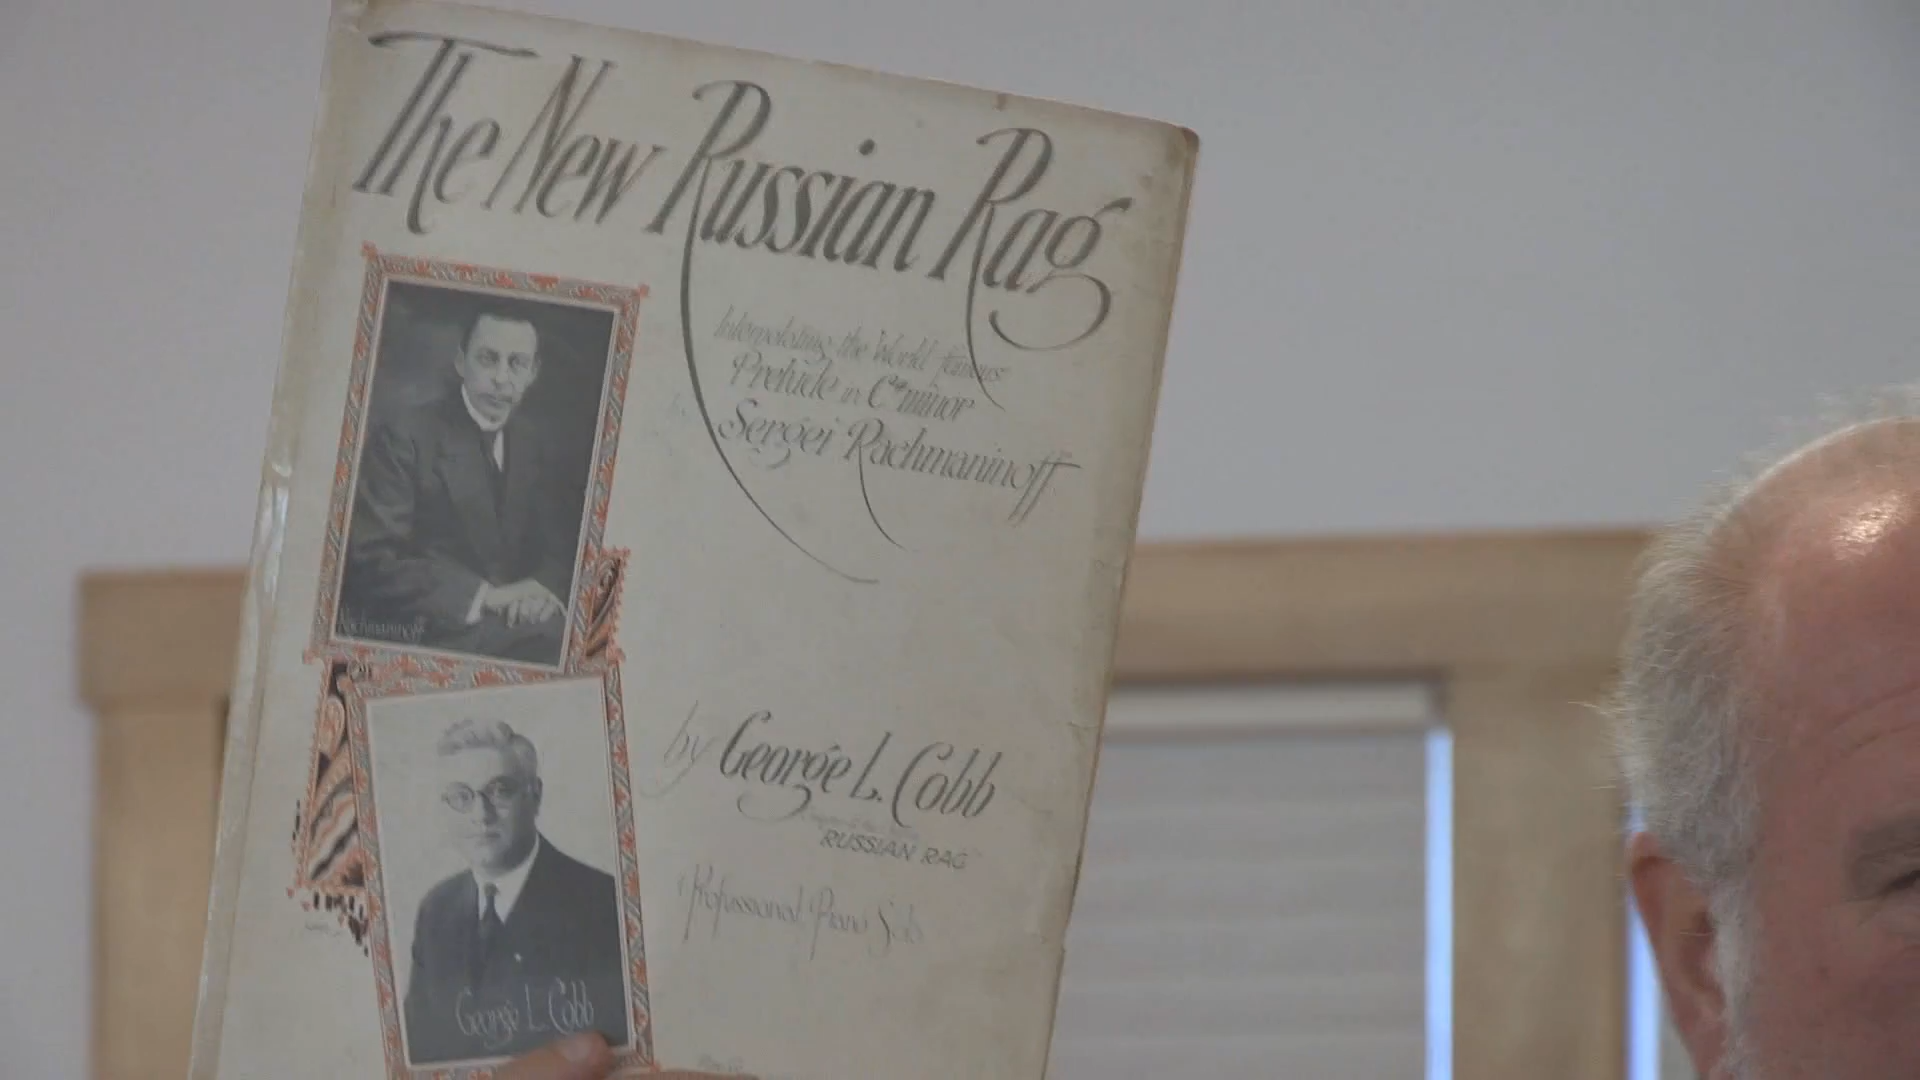 The New Russian Rag
Interpolating the World famous
Prelude in C# minor
by Sergei Rachmaninoff
Rachmaninoff
by George L. Cobb
RUSSIAN RAG
Professional Piano Solo
George L. Cobb